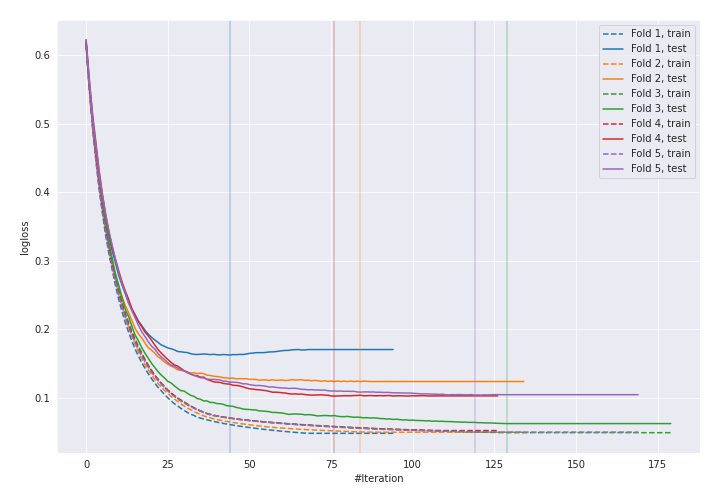 Fold 1, train
Fold 1, test
Fold 2, train
Fold 2, test
Fold 3, train
Fold 3, test
Fold 4, train
Fold 4, test
Fold 5, train
Fold 5, test
logloss
0.6
0.5
0.4
0.3
0.2
0.1
0 25 50 75 100 125 150 175
#Iteration